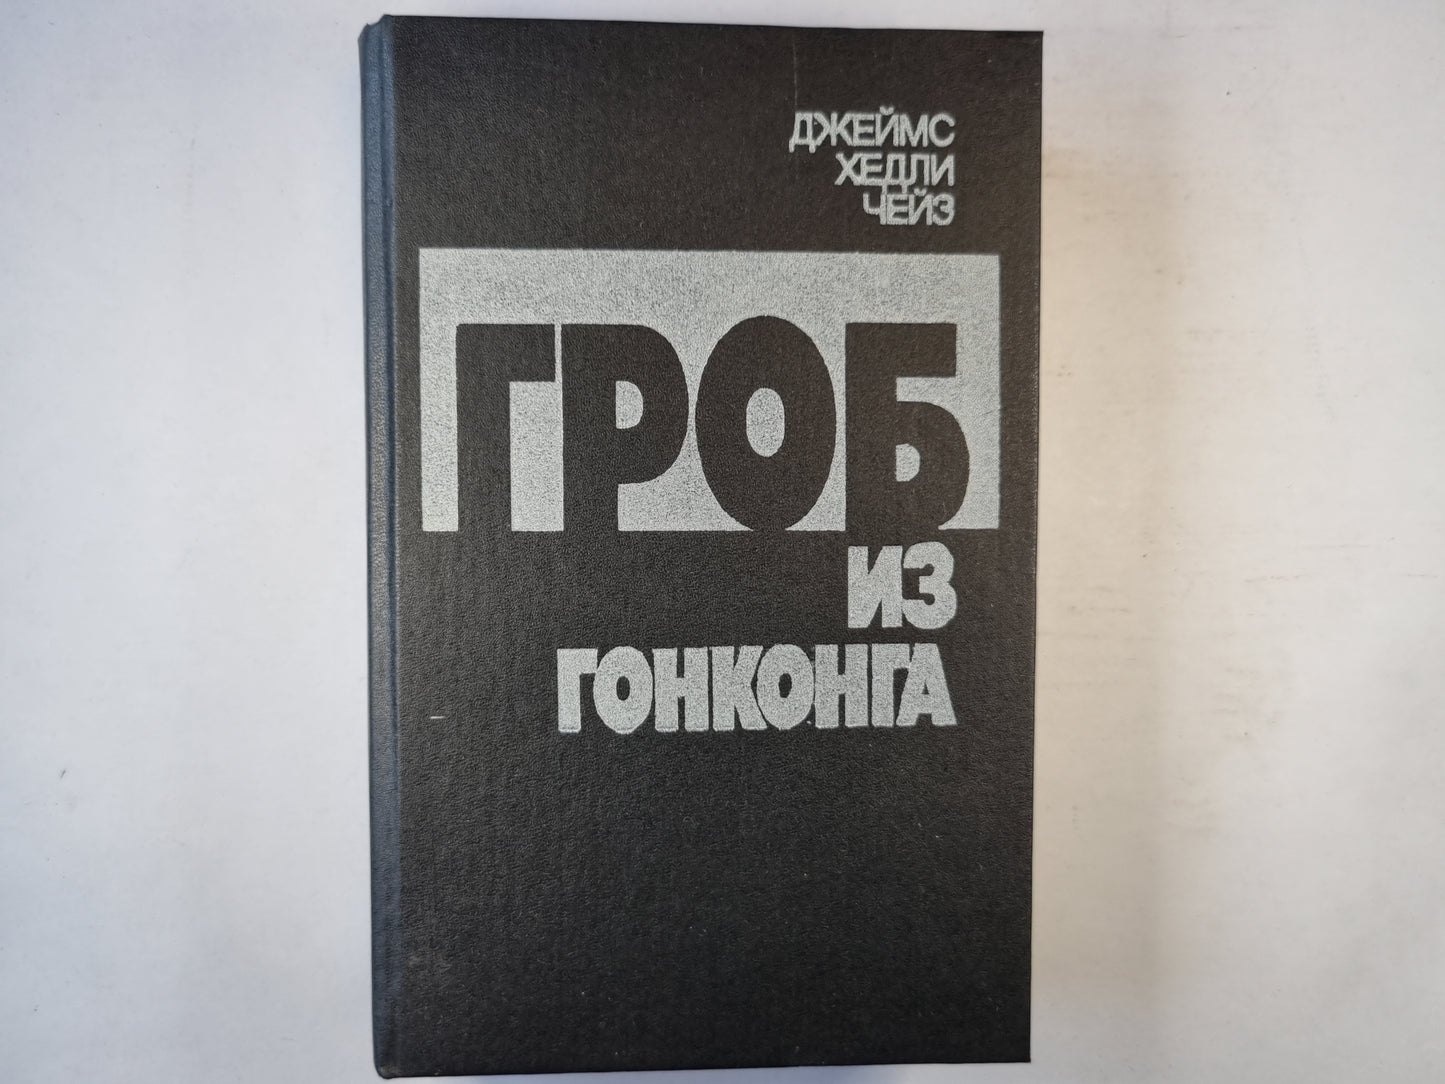 ДЖЕЙМС
ХЕДЛИ
ЧЕЙЗ
ГРОБ
ИЗ
ГОНКОНГА